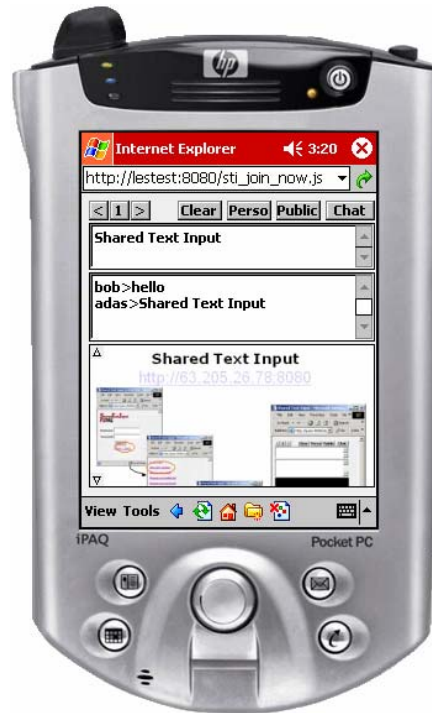 hp
Internet Explorer 3:20
http://lestest:8080/sti_join_now.js
< 1 > Clear Perso Public Chat
Shared Text Input
bob>hello
adas>Shared Text Input
Shared Text Input
http://63.205.26.78:8080
View Tools
iPAQ Pocket PC